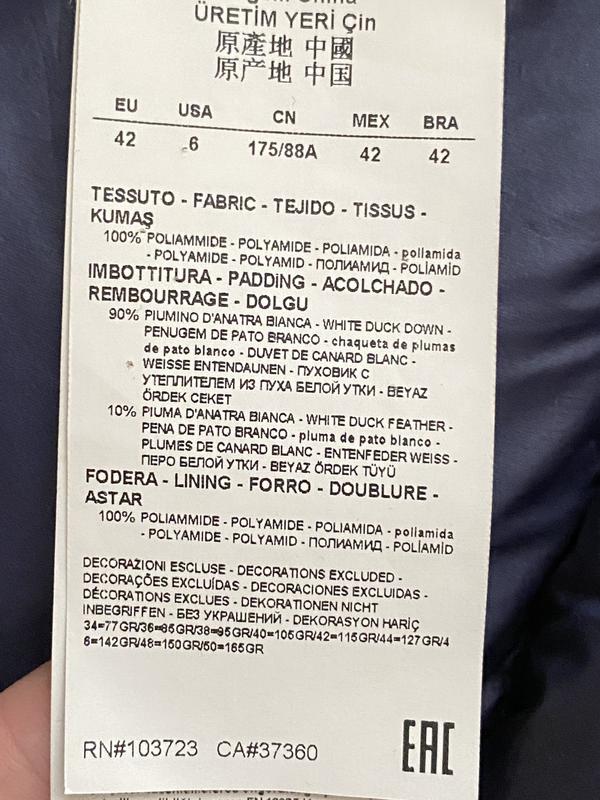 ÜRETİM YERİ Çin
原產地 中國
原产地 中国
EU USA CN MEX BRA
42 6 175/88A 42 42
TESSUTO - FABRIC - TEJIDO - TISSUS -
KUMAŞ
100% POLIAMMIDE - POLYAMIDE - POLIAMIDA - poliamida
- POLYAMIDE - POLYAMID - ПОЛИАМИД - POLİAMİD
IMBOTTITURA - PADDING - ACOLCHADO -
REMBOURRAGE - DOLGU
90% PIUMINO D'ANATRA BIANCA - WHITE DUCK DOWN -
PENUGEM DE PATO BRANCO - chaqueta de plumas
de pato blanco - DUVET DE CANARD BLANC -
WEISSE ENTENDAUNEN - ПУХОВИК С
УТЕПЛИТЕЛЕМ ИЗ ПУХА БЕЛОЙ УТКИ - BEYAZ
ÖRDEK CEKET
10% PIUMA D'ANATRA BIANCA - WHITE DUCK FEATHER -
PENA DE PATO BRANCO - pluma de pato blanco -
PLUMES DE CANARD BLANC - ENTENFEDER WEISS -
ПЕРО БЕЛОЙ УТКИ - BEYAZ ÖRDEK TÜYÜ
FODERA - LINING - FORRO - DOUBLURE -
ASTAR
100% POLIAMMIDE - POLYAMIDE - POLIAMIDA - poliamida
- POLYAMIDE - POLYAMID - ПОЛИАМИД - POLİAMİD
DECORAZIONI ESCLUSE - DECORATIONS EXCLUDED -
DECORAÇÕES EXCLUÍDAS - DECORACIONES EXCLUIDAS -
DÉCORATIONS EXCLUES - DEKORATIONEN NICHT
INBEGRIFFEN - БЕЗ УКРАШЕНИЙ - DEKORASYON HARİÇ
34=77GR/36=85GR/38=95GR/40=105GR/42=115GR/44=127GR/4
6=142GR/48=150GR/50=165GR
RN#103723 CA#37360 EAC